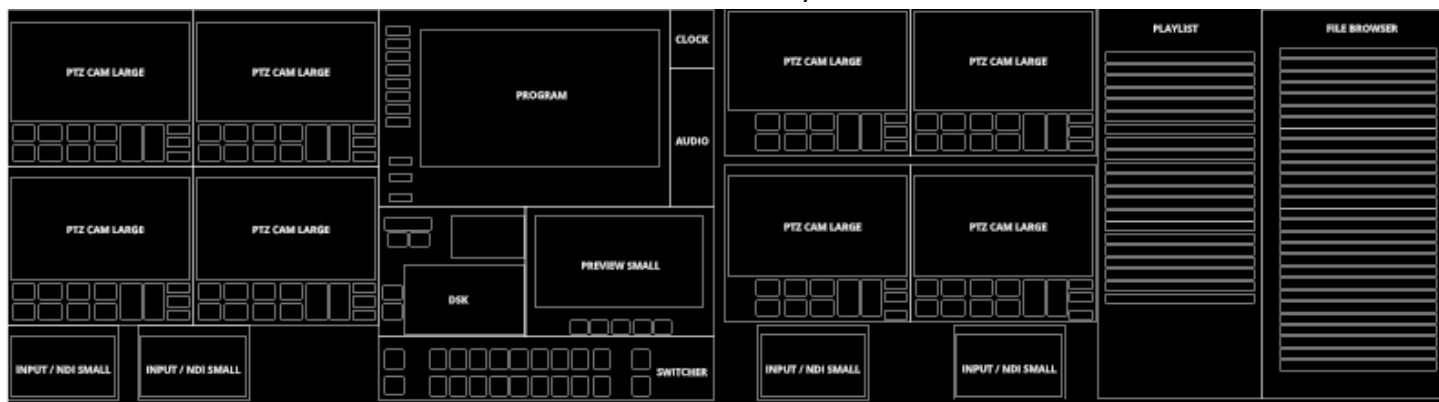 PTZ CAM LARGE
PTZ CAM LARGE
PTZ CAM LARGE
PTZ CAM LARGE
INPUT / NDI SMALL
INPUT / NDI SMALL
PROGRAM
CLOCK
AUDIO
DSK
PREVIEW SMALL
SWITCHER
PTZ CAM LARGE
PTZ CAM LARGE
PTZ CAM LARGE
PTZ CAM LARGE
INPUT / NDI SMALL
INPUT / NDI SMALL
PLAYLIST
FILE BROWSER